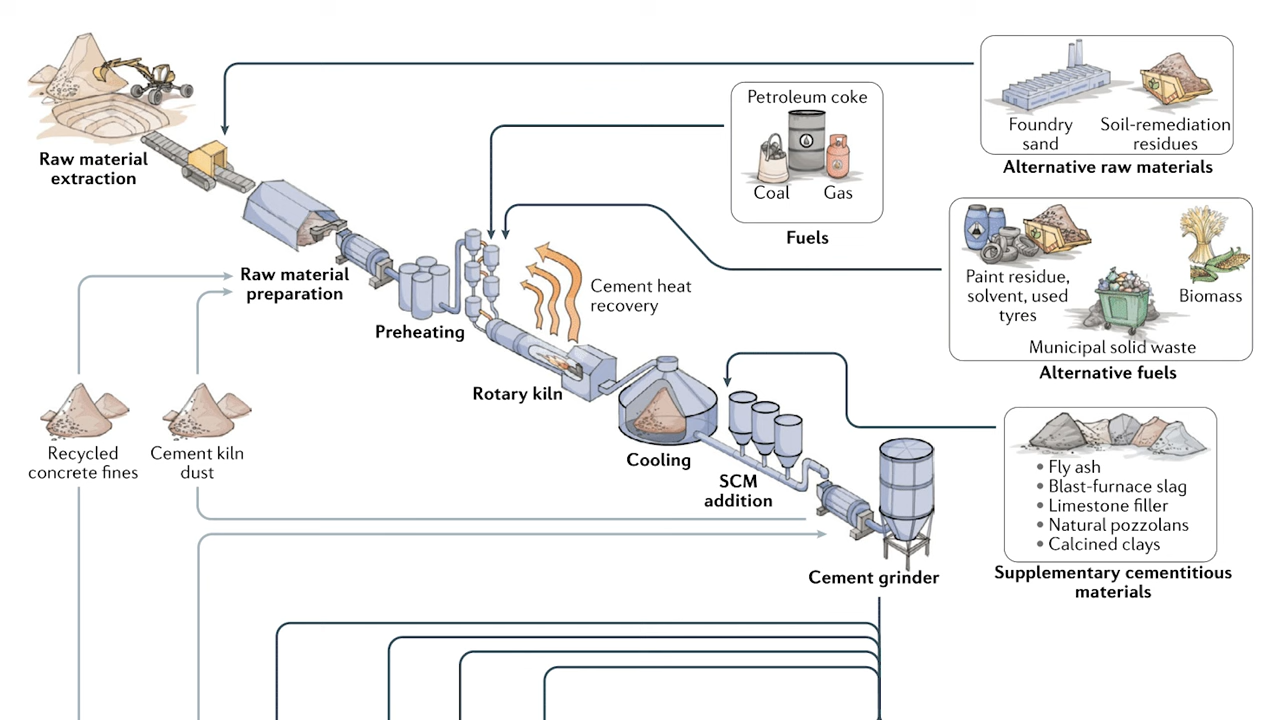 Raw material
extraction
Petroleum coke
Coal
Gas
Fuels
Foundry
sand
Soil-remediation
residues
Alternative raw materials
Paint residue,
solvent, used
tyres
Biomass
Municipal solid waste
Alternative fuels
Raw material
preparation
Preheating
Cement heat
recovery
Rotary kiln
Cooling
SCM
addition
Recycled
concrete fines
Cement kiln
dust
• Fly ash
• Blast-furnace slag
• Limestone filler
• Natural pozzolans
• Calcined clays
Supplementary cementitious
materials
Cement grinder